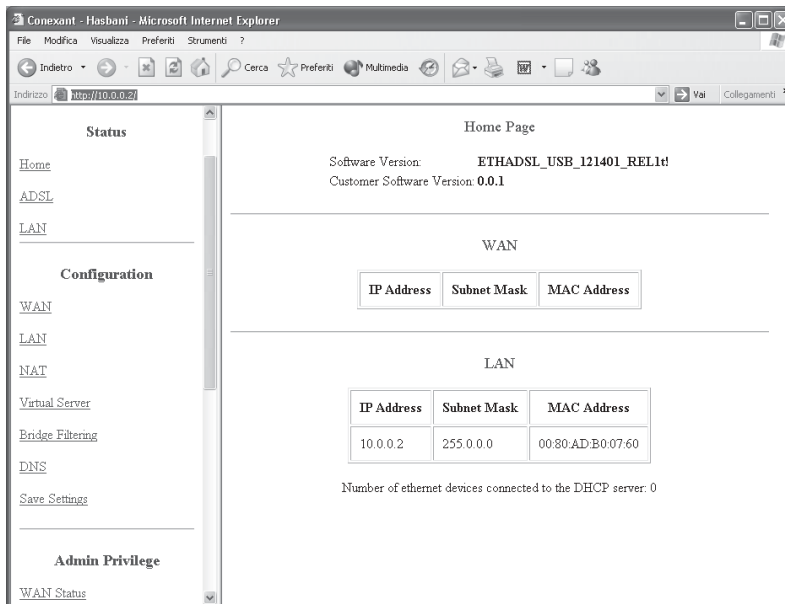 Conexant - Hasbani - Microsoft Internet Explorer
File Modifica Visualizza Preferiti Strumenti ?
Indietro Cerca Preferiti Multimedia
Indirizzo http://10.0.0.2/ Vai Collegamenti »
Status
Home
ADSL
LAN
Configuration
WAN
LAN
NAT
Virtual Server
Bridge Filtering
DNS
Save Settings
Admin Privilege
WAN Status
Home Page
Software Version: ETHADSL_USB_121401_REL1t!
Customer Software Version: 0.0.1
WAN
IP Address Subnet Mask MAC Address
LAN
IP Address Subnet Mask MAC Address
10.0.0.2 255.0.0.0 00:80:AD:B0:07:60
Number of ethernet devices connected to the DHCP server: 0